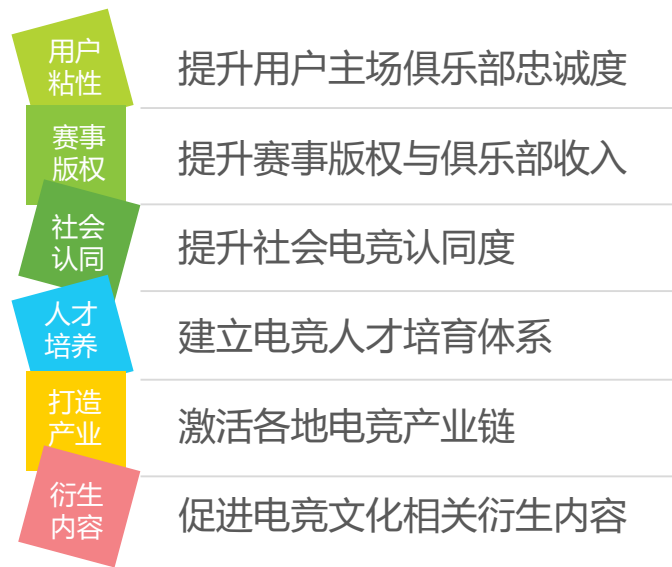 用户
粘性
提升用户主场俱乐部忠诚度
赛事
版权
提升赛事版权与俱乐部收入
社会
认同
提升社会电竞认同度
人才
培养
建立电竞人才培育体系
打造
产业
激活各地电竞产业链
衍生
内容
促进电竞文化相关衍生内容